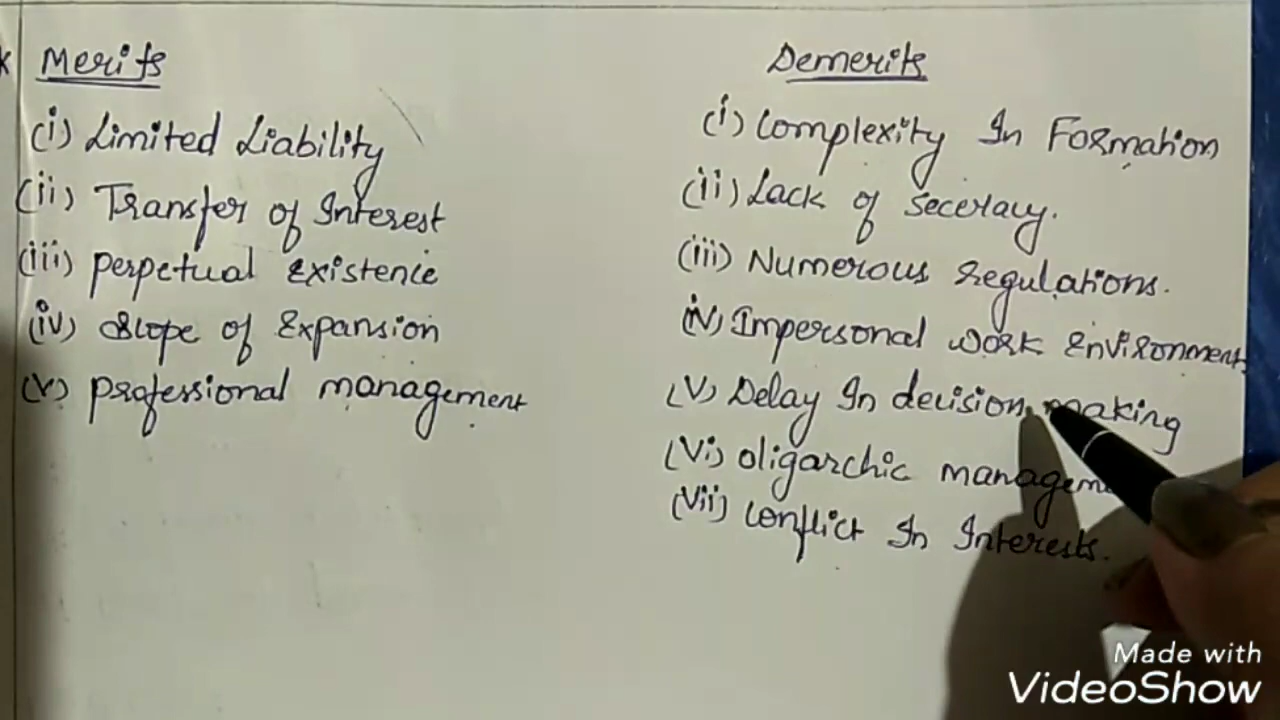 Merits
(i) Limited Liability
(ii) Transfer of Interest
(iii) perpetual Existence
(iv) Slope of Expansion
(v) professional management
Demerits
(i) Complexity In Formation
(ii) Lack of Secerlacy.
(iii) Numerous regulations.
(iv) Impersonal work Environment.
(V) Delay In decision making
(Vi) oligarchic
(Vii) Conflict In Interests.
Made with
VideoShow